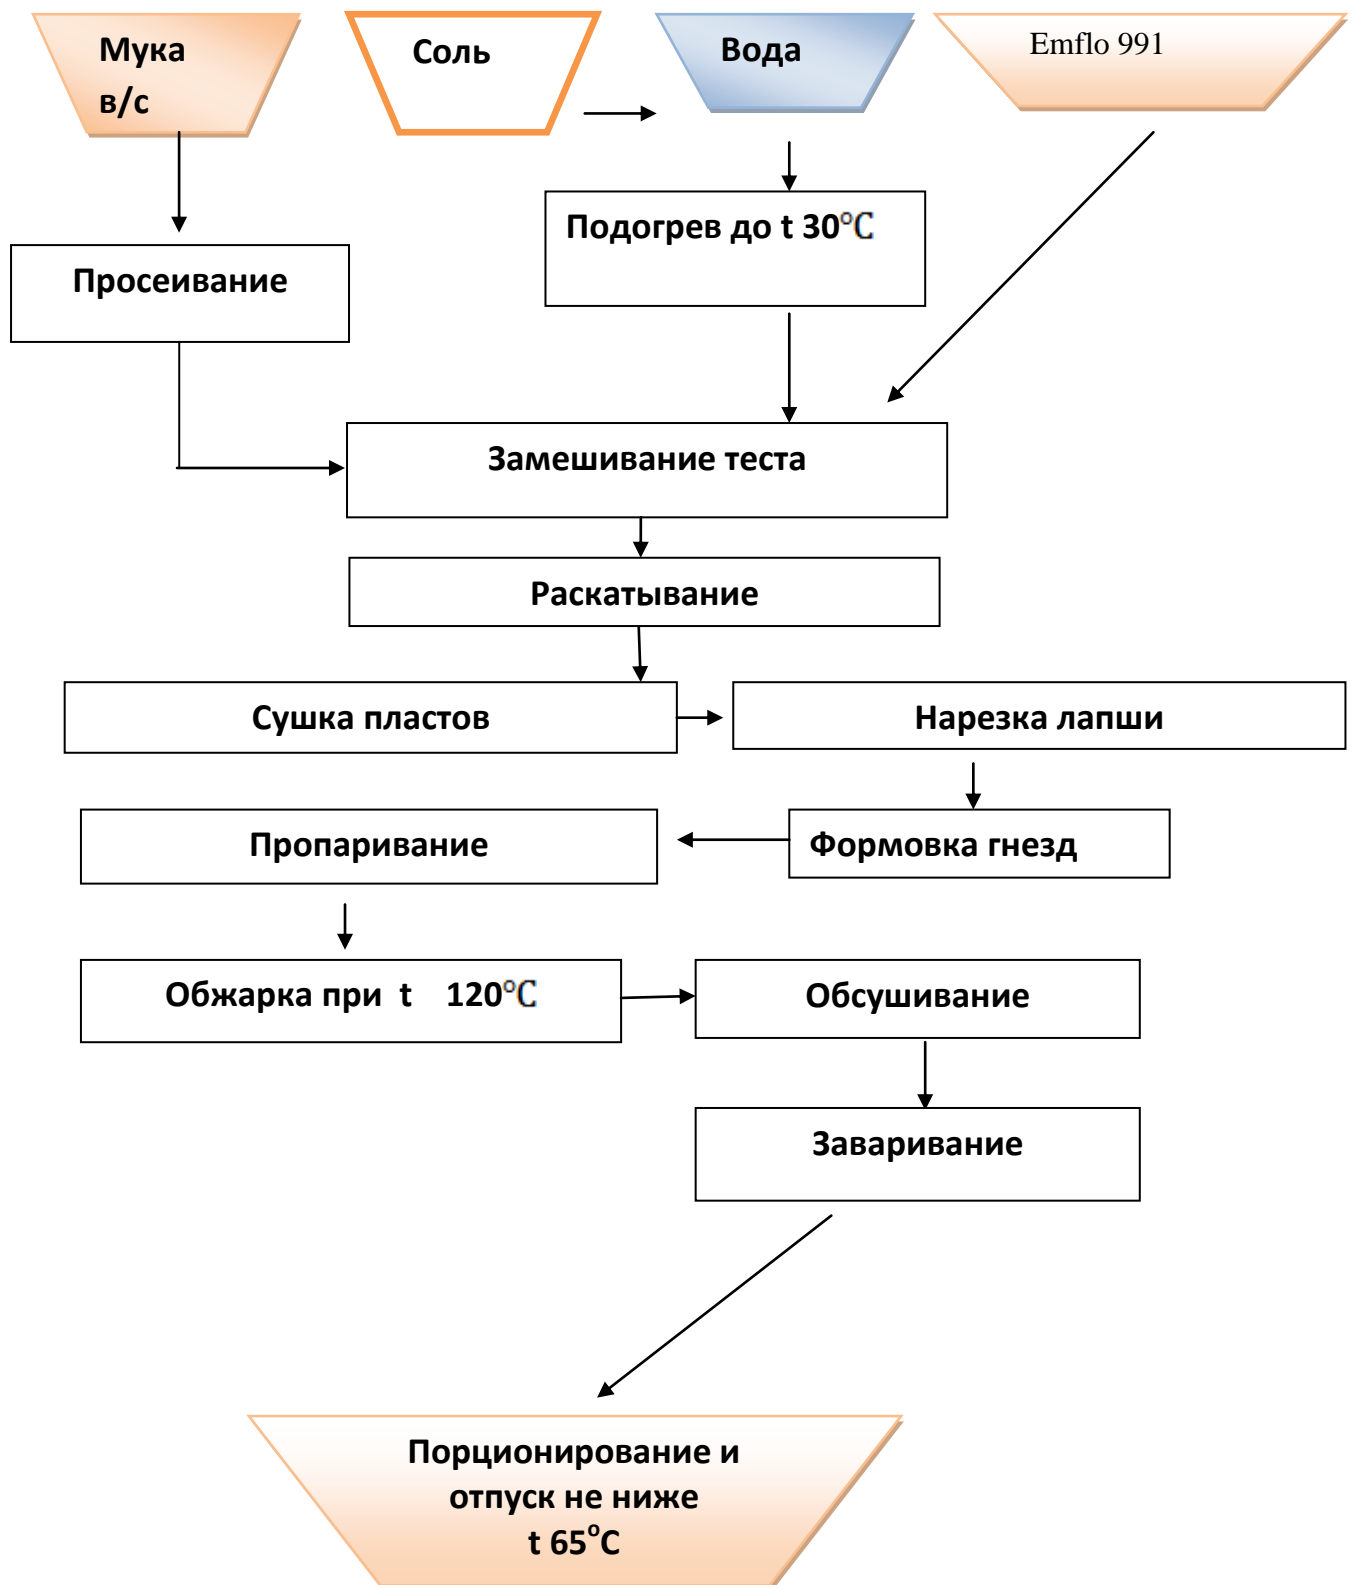 Мука
в/с
Соль
Вода
Emflo 991
Подогрев до t 30℃
Просеивание
Замешивание теста
Раскатывание
Сушка пластов
Нарезка лапши
Пропаривание
Формовка гнезд
Обжарка при t 120℃
Обсушивание
Заваривание
Порционирование и
отпуск не ниже
t 65°С